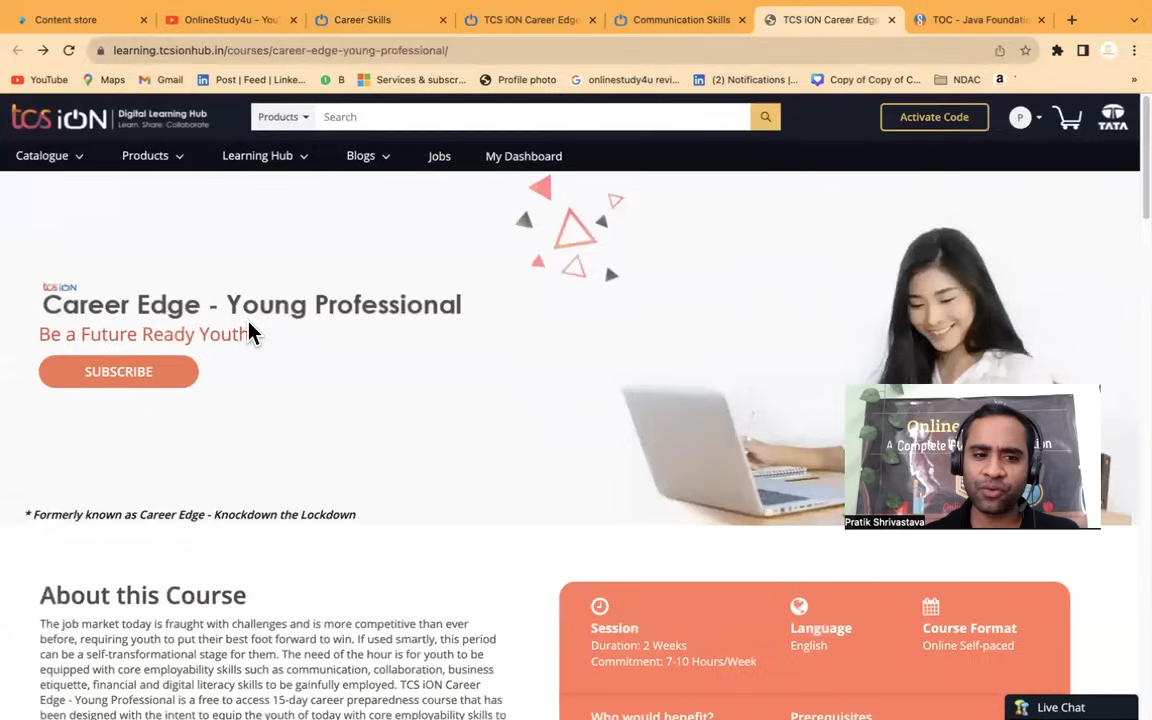 Content store
OnlineStudy4u - You
Career Skills
TCS iON Career Edge
Communication Skills
TCS iON Career Edge
TOC - Java Foundatio
learning.tcsionhub.in/courses/career-edge-young-professional/
YouTube
Maps
Gmail
Post | Feed | Linke...
B
Services & subscr...
Profile photo
onlinestudy4u revi...
(2) Notifications |...
Copy of Copy of C...
NDAC
tcs iON
Digital Learning Hub
Learn. Share. Collaborate
Products
Search
Activate Code
P
TATA
Catalogue
Products
Learning Hub
Blogs
Jobs
My Dashboard
tcs iON
Career Edge - Young Professional
Be a Future Ready Youth
SUBSCRIBE
Online
A Complete
Pratik Shrivastava
* Formerly known as Career Edge - Knockdown the Lockdown
About this Course
The job market today is fraught with challenges and is more competitive than ever
before, requiring youth to put their best foot forward to win. If used smartly, this period
can be a self-transformational stage for them. The need of the hour is for youth to be
equipped with core employability skills such as communication, collaboration, business
etiquette, financial and digital literacy skills to be gainfully employed. TCS iON Career
Edge - Young Professional is a free to access 15-day career preparedness course that has
been designed with the intent to equip the youth of today with core employability skills to
Session
Duration: 2 Weeks
Commitment: 7-10 Hours/Week
Language
English
Course Format
Online Self-paced
Who would benefit?
Prerequisites
Live Chat